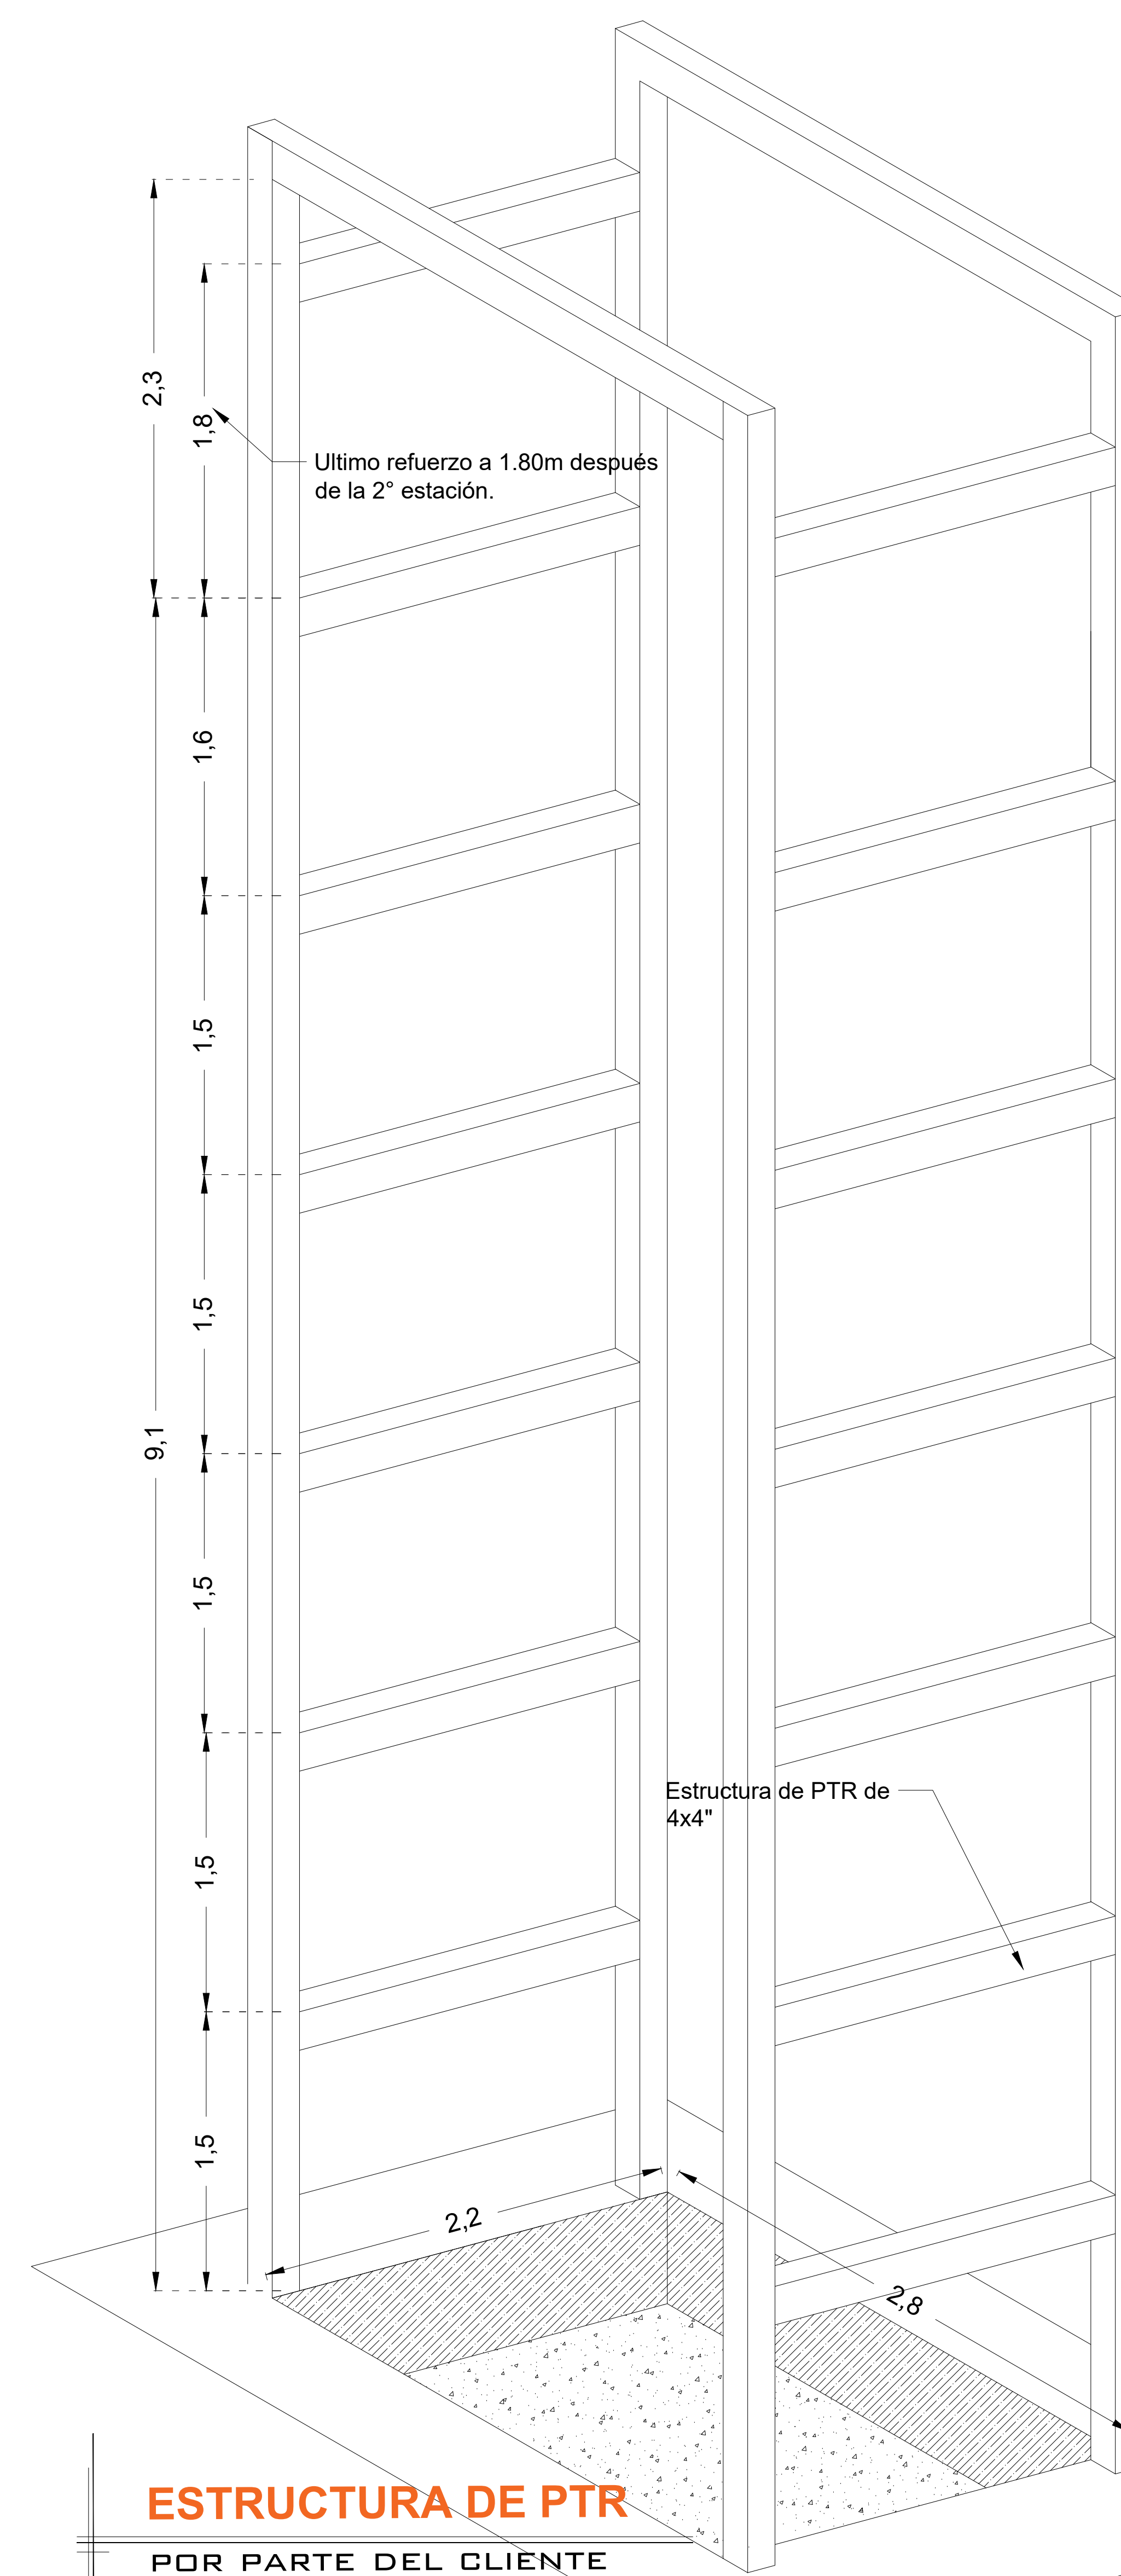 2,3
1,8
Ultimo refuerzo a 1.80m después
de la 2° estación.
1,6
1,5
1,5
9,1
1,5
Estructura de PTR de
4x4"
1,5
1,5
2,2
2,8
ESTRUCTURA DE PTR
POR PARTE DEL CLIENTE